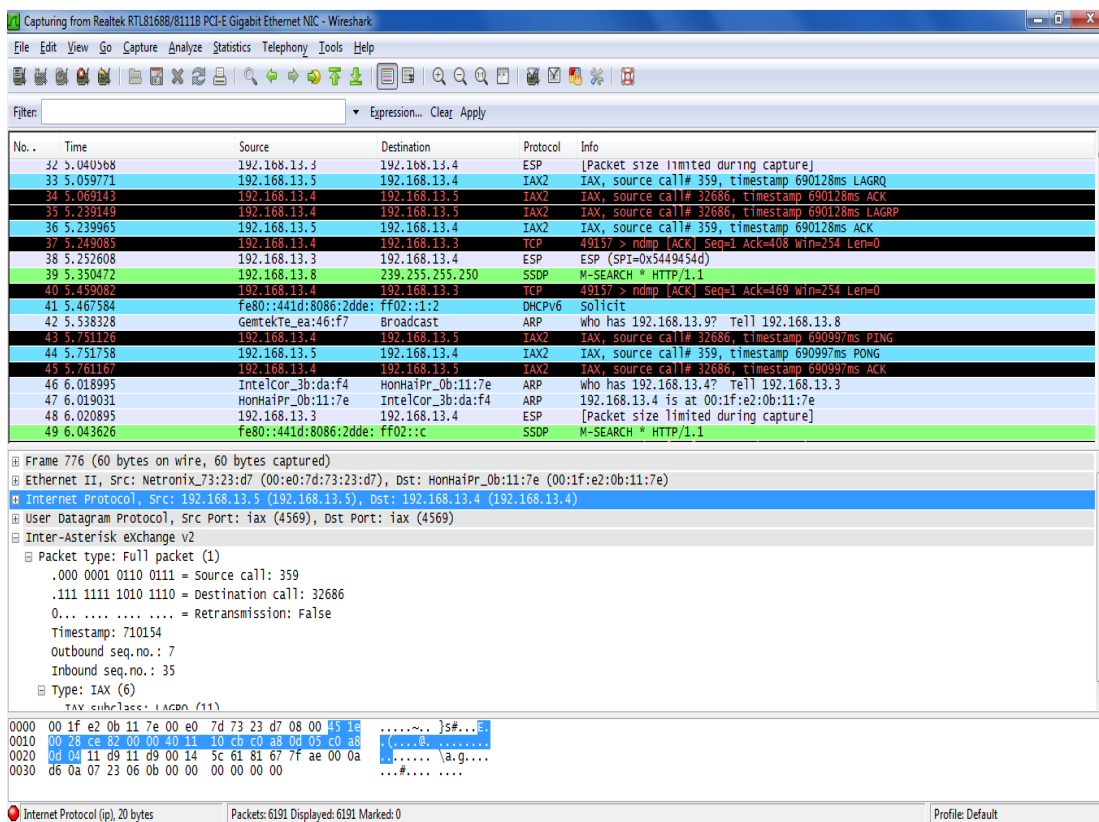 Capturing from Realtek RTL8168B/8111B PCI-E Gigabit Ethernet NIC - Wireshark
File Edit View Go Capture Analyze Statistics Telephony Tools Help
Filter: Expression... Clear Apply
No. . Time Source Destination Protocol Info
32 5.040568 192.168.13.3 192.168.13.4 ESP [Packet size limited during capture]
33 5.059771 192.168.13.5 192.168.13.4 IAX2 IAX, source call# 359, timestamp 690128ms LAGRQ
34 5.069143 192.168.13.4 192.168.13.5 IAX2 IAX, source call# 32686, timestamp 690128ms ACK
35 5.239149 192.168.13.4 192.168.13.5 IAX2 IAX, source call# 32686, timestamp 690128ms LAGRP
36 5.239965 192.168.13.5 192.168.13.4 IAX2 IAX, source call# 359, timestamp 690128ms ACK
37 5.249085 192.168.13.4 192.168.13.3 TCP 49157 > ndmp [ACK] Seq=1 Ack=408 Win=254 Len=0
38 5.252608 192.168.13.3 192.168.13.4 ESP ESP (SPI=0x5449454d)
39 5.350472 192.168.13.8 239.255.255.250 SSDP M-SEARCH * HTTP/1.1
40 5.459082 192.168.13.4 192.168.13.3 TCP 49157 > ndmp [ACK] Seq=1 Ack=469 Win=254 Len=0
41 5.467584 fe80::441d:8086:2dde: ff02::1:2 DHCPv6 Solicit
42 5.538328 GemtekTe_ea:46:f7 Broadcast ARP Who has 192.168.13.9? Tell 192.168.13.8
43 5.751126 192.168.13.4 192.168.13.5 IAX2 IAX, source call# 32686, timestamp 690997ms PING
44 5.751758 192.168.13.5 192.168.13.4 IAX2 IAX, source call# 359, timestamp 690997ms PONG
45 5.761167 192.168.13.4 192.168.13.5 IAX2 IAX, source call# 32686, timestamp 690997ms ACK
46 6.018995 IntelCor_3b:da:f4 HonHaiPr_0b:11:7e ARP Who has 192.168.13.4? Tell 192.168.13.3
47 6.019031 HonHaiPr_0b:11:7e IntelCor_3b:da:f4 ARP 192.168.13.4 is at 00:1f:e2:0b:11:7e
48 6.020895 192.168.13.3 192.168.13.4 ESP [Packet size limited during capture]
49 6.043626 fe80::441d:8086:2dde: ff02::c SSDP M-SEARCH * HTTP/1.1
Frame 776 (60 bytes on wire, 60 bytes captured)
Ethernet II, Src: Netronix_73:23:d7 (00:e0:7d:73:23:d7), Dst: HonHaiPr_0b:11:7e (00:1f:e2:0b:11:7e)
Internet Protocol, Src: 192.168.13.5 (192.168.13.5), Dst: 192.168.13.4 (192.168.13.4)
User Datagram Protocol, Src Port: iax (4569), Dst Port: iax (4569)
Inter-Asterisk eXchange v2
Packet type: Full packet (1)
.000 0001 0110 0111 = Source call: 359
.111 1111 1010 1110 = Destination call: 32686
0... .... .... .... = Retransmission: False
Timestamp: 710154
Outbound seq.no.: 7
Inbound seq.no.: 35
Type: IAX (6)
IAX subclass: LAGRQ (11)
0000 00 1f e2 0b 11 7e 00 e0 7d 73 23 d7 08 00 45 1e .....~.. }s#...E.
0010 00 28 ce 82 00 00 40 11 10 cb c0 a8 0d 05 c0 a8 .(....@. ........
0020 0d 04 11 d9 11 d9 00 14 5c 61 81 67 7f ae 00 0a ........ \a.g....
0030 d6 0a 07 23 06 0b 00 00 00 00 00 00 ...#.... ....
Internet Protocol (ip), 20 bytes Packets: 6191 Displayed: 6191 Marked: 0 Profile: Default